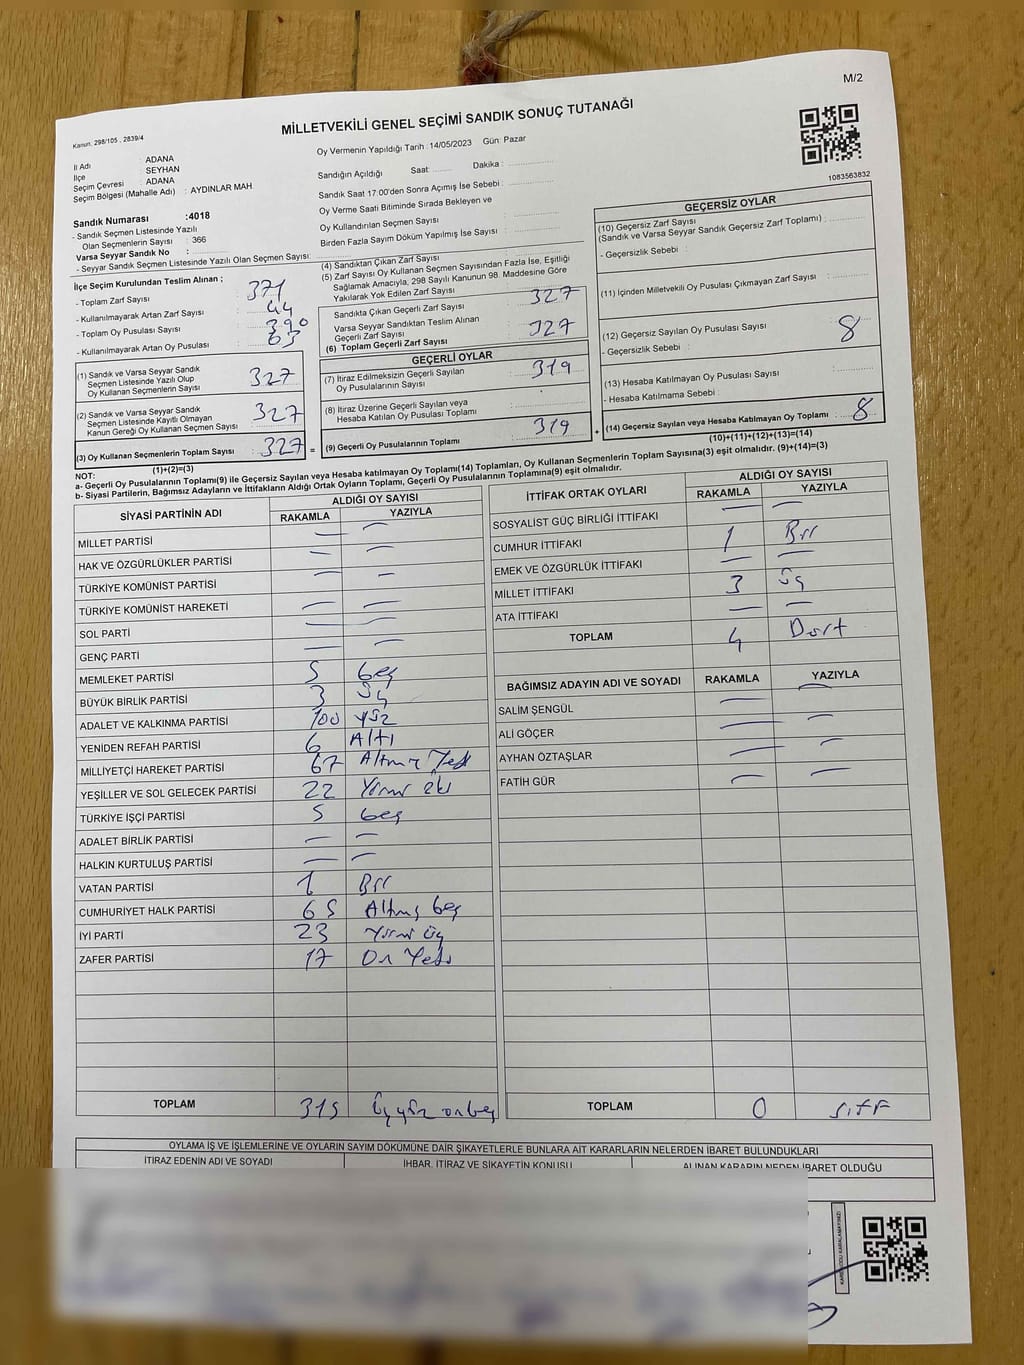 M/2
MİLLETVEKİLİ GENEL SEÇİMİ SANDIK SONUÇ TUTANAĞI
Kanun, 298/105 , 2839/4
1083563832
İl Adı : ADANA
İlçe : SEYHAN
Seçim Çevresi : ADANA
Seçim Bölgesi (Mahalle Adı) : AYDINLAR MAH
Sandık Numarası :4018
- Sandık Seçmen Listesinde Yazılı
Olan Seçmenlerin Sayısı : 366
Varsa Seyyar Sandık No :
- Seyyar Sandık Seçmen Listesinde Yazılı Olan Seçmen Sayısı:
Oy Vermenin Yapıldığı Tarih : 14/05/2023 Gün: Pazar
Sandığın Açıldığı Saat: Dakika :
Sandık Saat 17:00'den Sonra Açımış İse Sebebi :
Oy Verme Saati Bitiminde Sırada Bekleyen ve
Oy Kullandırılan Seçmen Sayısı :
Birden Fazla Sayım Döküm Yapılmış İse Sayısı :
İlçe Seçim Kurulundan Teslim Alınan ;
- Toplam Zarf Sayısı : 371
- Kullanılmayarak Artan Zarf Sayısı : 44
- Toplam Oy Pusulası Sayısı : 390
- Kullanılmayarak Artan Oy Pusulası : 63
(1) Sandık ve Varsa Seyyar Sandık
Seçmen Listesinde Yazılı Olup
Oy Kullanan Seçmenlerin Sayısı : 327
(2) Sandık ve Varsa Seyyar Sandık
Seçmen Listesinde Kayıtlı Olmayan
Kanun Gereği Oy Kullanan Seçmen Sayısı : 327
(3) Oy Kullanan Seçmenlerin Toplam Sayısı : 327 =
(1)+(2)=(3)
(4) Sandıktan Çıkan Zarf Sayısı :
(5) Zarf Sayısı Oy Kullanan Seçmen Sayısından Fazla İse, Eşitliği
Sağlamak Amacıyla, 298 Sayılı Kanunun 98. Maddesine Göre
Yakılarak Yok Edilen Zarf Sayısı :
Sandıkta Çıkan Geçerli Zarf Sayısı : 327
Varsa Seyyar Sandıktan Teslim Alınan
Geçerli Zarf Sayısı : 327
(6) Toplam Geçerli Zarf Sayısı :
GEÇERLİ OYLAR
(7) İtiraz Edilmeksizin Geçerli Sayılan
Oy Pusulalarının Sayısı : 319
(8) İtiraz Üzerine Geçerli Sayılan veya
Hesaba Katılan Oy Pusulası Toplamı :
(9) Geçerli Oy Pusulalarının Toplamı : 319 +
GEÇERSİZ OYLAR
(10) Geçersiz Zarf Sayısı
(Sandık ve Varsa Seyyar Sandık Geçersiz Zarf Toplamı) :
- Geçersizlik Sebebi :
(11) İçinden Milletvekili Oy Pusulası Çıkmayan Zarf Sayısı :
(12) Geçersiz Sayılan Oy Pusulası Sayısı : 8
- Geçersizlik Sebebi :
(13) Hesaba Katılmayan Oy Pusulası Sayısı :
- Hesaba Katılmama Sebebi :
(14) Geçersiz Sayılan veya Hesaba Katılmayan Oy Toplamı : 8
(10)+(11)+(12)+(13)=(14)
NOT:
a- Geçerli Oy Pusulalarının Toplamı(9) ile Geçersiz Sayılan veya Hesaba katılmayan Oy Toplamı(14) Toplamları, Oy Kullanan Seçmenlerin Toplam Sayısına(3) eşit olmalıdır. (9)+(14)=(3)
b- Siyasi Partilerin, Bağımsız Adayların ve İttifakların Aldığı Ortak Oyların Toplamı, Geçerli Oy Pusulalarının Toplamına(9) eşit olmalıdır.
SİYASİ PARTİNİN ADI ALDIĞI OY SAYISI
RAKAMLA YAZIYLA
MİLLET PARTİSİ — —
HAK VE ÖZGÜRLÜKLER PARTİSİ — —
TÜRKİYE KOMÜNİST PARTİSİ — —
TÜRKİYE KOMÜNİST HAREKETİ — —
SOL PARTİ — —
GENÇ PARTİ — —
MEMLEKET PARTİSİ 5 beş
BÜYÜK BİRLİK PARTİSİ 3 Üç
ADALET VE KALKINMA PARTİSİ 100 yüz
YENİDEN REFAH PARTİSİ 6 Altı
MİLLİYETÇİ HAREKET PARTİSİ 67 Altmış Yedi
YEŞİLLER VE SOL GELECEK PARTİSİ 22 Yirmi iki
TÜRKİYE İŞÇİ PARTİSİ 5 beş
ADALET BİRLİK PARTİSİ — —
HALKIN KURTULUŞ PARTİSİ — —
VATAN PARTİSİ 1 Bir
CUMHURİYET HALK PARTİSİ 65 Altmış beş
İYİ PARTİ 23 Yirmi üç
ZAFER PARTİSİ 17 On Yedi
TOPLAM 315 Üçyüz onbeş
İTTİFAK ORTAK OYLARI ALDIĞI OY SAYISI
RAKAMLA YAZIYLA
SOSYALİST GÜÇ BİRLİĞİ İTTİFAKI — —
CUMHUR İTTİFAKI 1 Bir
EMEK VE ÖZGÜRLÜK İTTİFAKI — —
MİLLET İTTİFAKI 3 Üç
ATA İTTİFAKI — —
TOPLAM 4 Dört
BAĞIMSIZ ADAYIN ADI VE SOYADI RAKAMLA YAZIYLA
SALİM ŞENGÜL — —
ALİ GÖÇER — —
AYHAN ÖZTAŞLAR — —
FATİH GÜR — —
TOPLAM 0 sıfır
OYLAMA İŞ VE İŞLEMLERİNE VE OYLARIN SAYIM DÖKÜMÜNE DAİR ŞİKAYETLERLE BUNLARA AİT KARARLARIN NELERDEN İBARET BULUNDUKLARI
İTİRAZ EDENİN ADI VE SOYADI İHBAR, İTİRAZ VE ŞİKAYETİN KONUSU ALINAN KARARIN NEDEN İBARET OLDUĞU